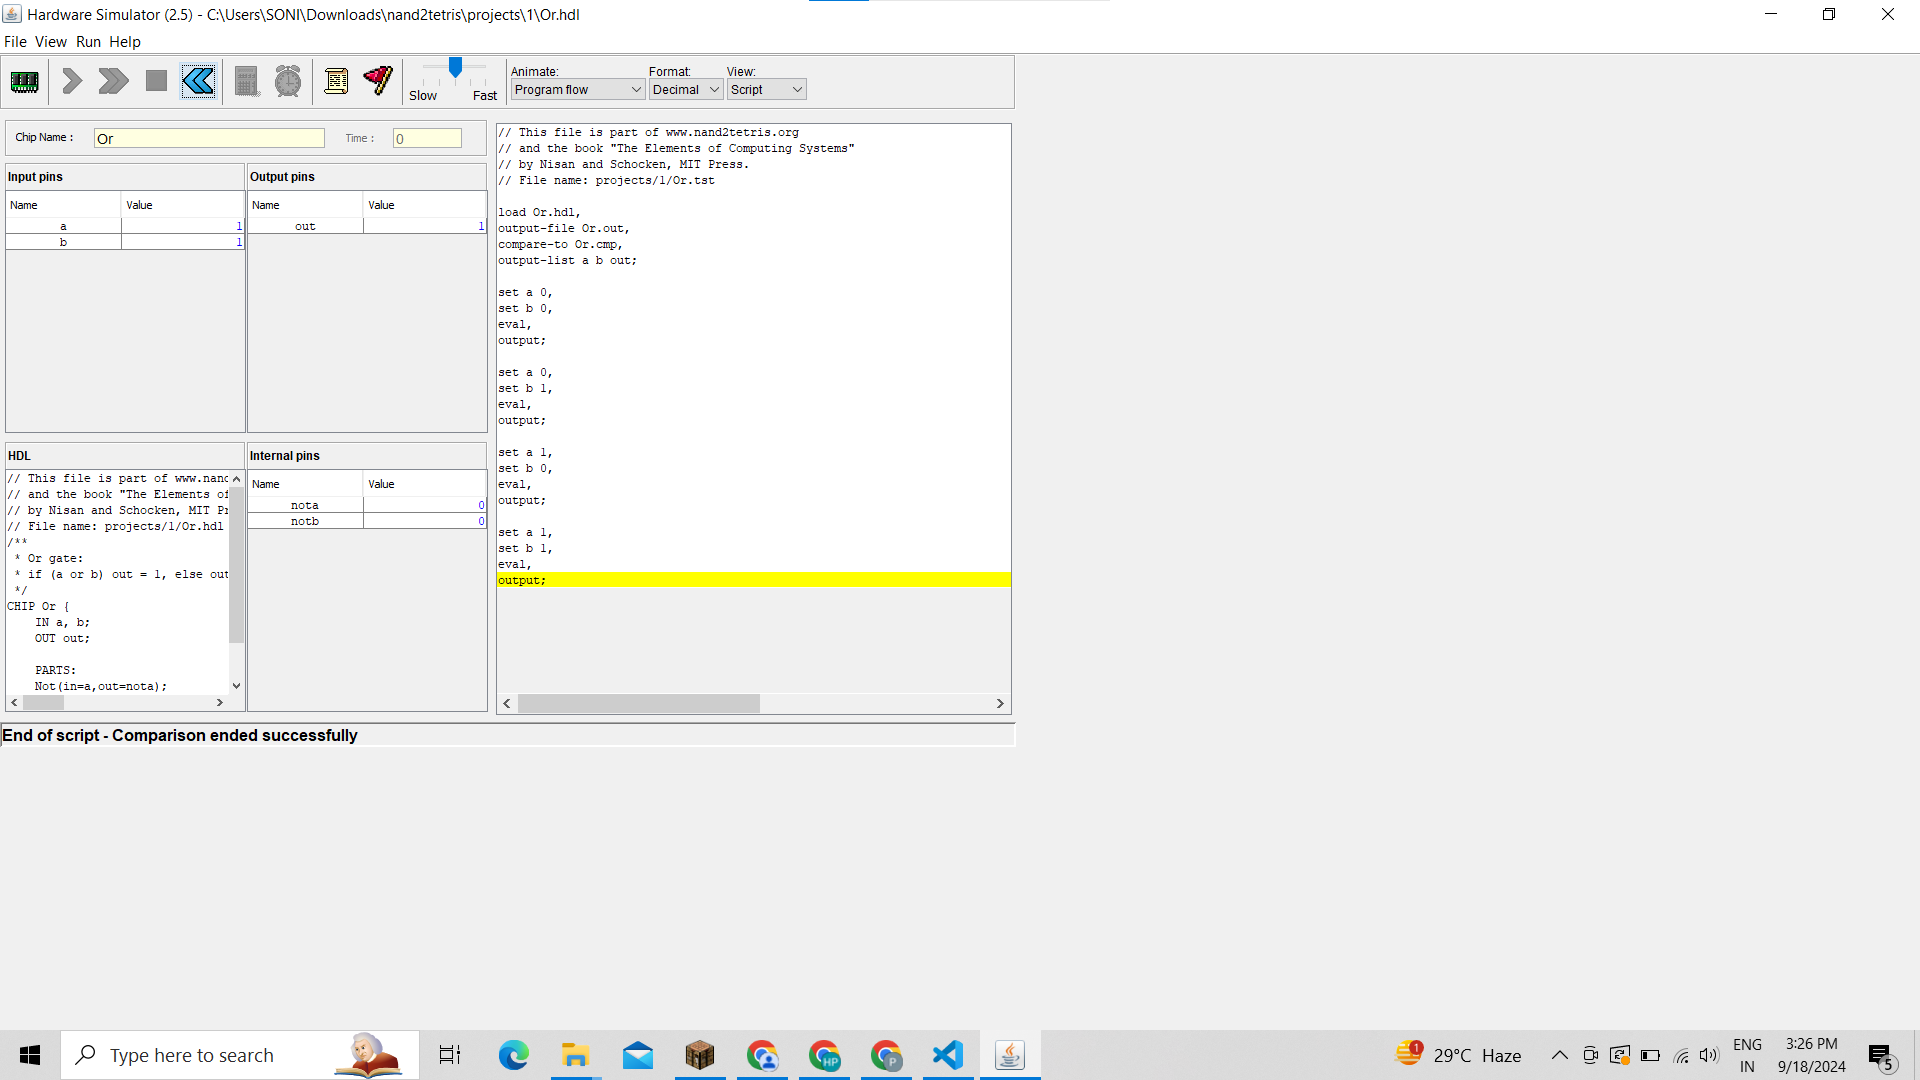 Hardware Simulator (2.5) - C:\Users\SONI\Downloads\nand2tetris\projects\1\Or.hdl
File View Run Help
Slow Fast
Animate:
Program flow
Format:
Decimal
View:
Script
Chip Name :
Or
Time :
0
Input pins
Name Value
a 1
b 1
Output pins
Name Value
out 1
HDL
// This file is part of www.nanc
// and the book "The Elements of
// by Nisan and Schocken, MIT Pr
// File name: projects/1/Or.hdl
/**
* Or gate:
* if (a or b) out = 1, else out
*/
CHIP Or {
IN a, b;
OUT out;
PARTS:
Not(in=a,out=nota);
Internal pins
Name Value
nota 0
notb 0
// This file is part of www.nand2tetris.org
// and the book "The Elements of Computing Systems"
// by Nisan and Schocken, MIT Press.
// File name: projects/1/Or.tst
load Or.hdl,
output-file Or.out,
compare-to Or.cmp,
output-list a b out;
set a 0,
set b 0,
eval,
output;
set a 0,
set b 1,
eval,
output;
set a 1,
set b 0,
eval,
output;
set a 1,
set b 1,
eval,
output;
End of script - Comparison ended successfully
Type here to search
HP
P
1
29°C Haze
ENG
IN
3:26 PM
9/18/2024
5